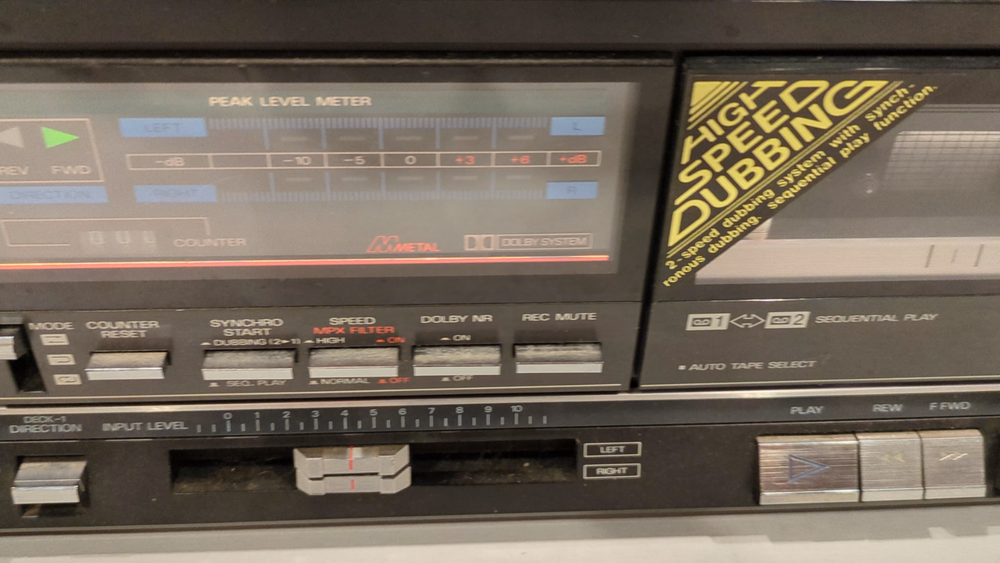 PEAK LEVEL METER
LEFT L
-dB -10 -5 0 +3 +6 +dB
REV FWD
DIRECTION RIGHT R
COUNTER
METAL DOLBY SYSTEM
HIGH
SPEED
DUBBING
2-speed dubbing system with synch-
ronous dubbing. sequential play function.
MODE COUNTER RESET
SYNCHRO START
DUBBING (2▸1)
SEQ. PLAY
SPEED
MPX FILTER
HIGH ON
NORMAL OFF
DOLBY NR
ON
OFF
REC MUTE
1 2 SEQUENTIAL PLAY
AUTO TAPE SELECT
DECK-1
DIRECTION
INPUT LEVEL 0 1 2 3 4 5 6 7 8 9 10
LEFT
RIGHT
PLAY REW F FWD